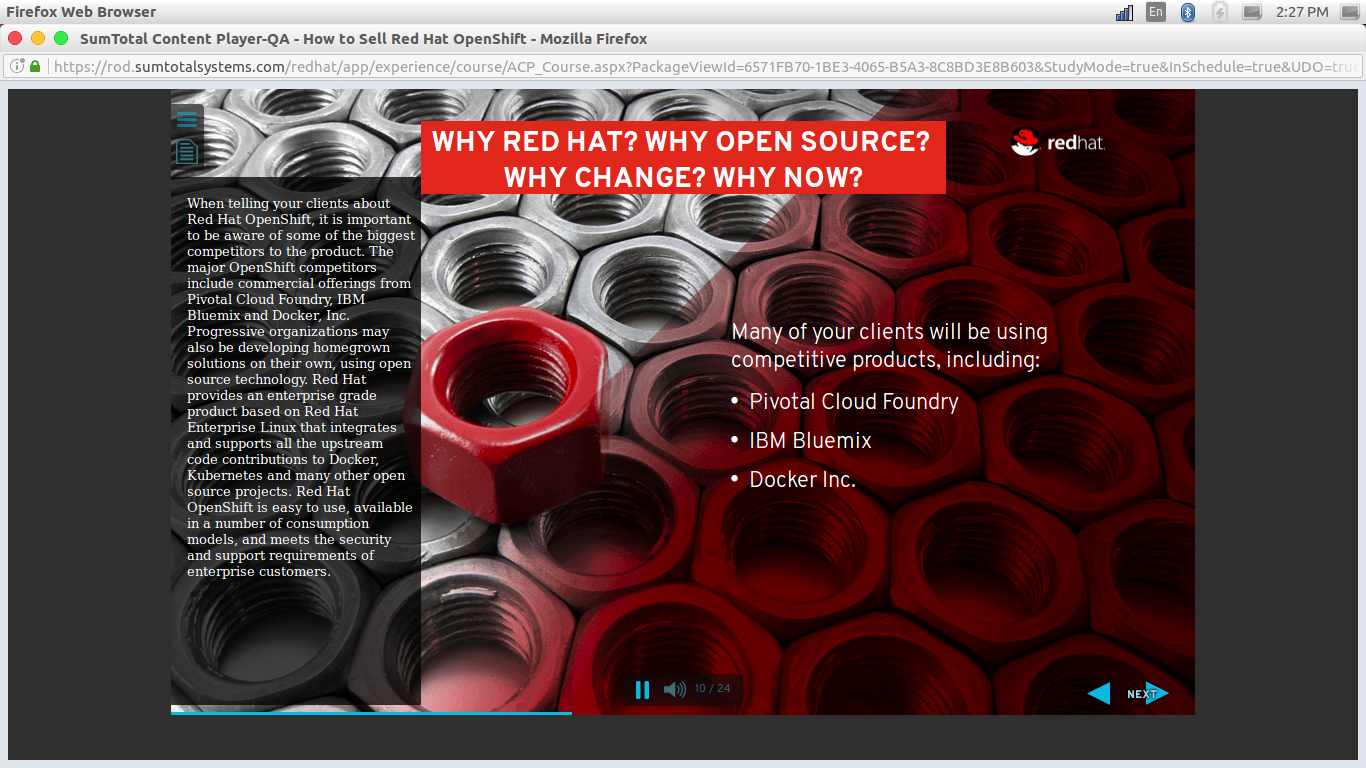 Firefox Web Browser
En
2:27 PM
SumTotal Content Player-QA - How to Sell Red Hat OpenShift - Mozilla Firefox
https://rod.sumtotalsystems.com/redhat/app/experience/course/ACP_Course.aspx?PackageViewId=6571FB70-1BE3-4065-B5A3-8C8BD3E8B603&StudyMode=true&InSchedule=true&UDO=true
WHY RED HAT? WHY OPEN SOURCE?
WHY CHANGE? WHY NOW?
redhat.
When telling your clients about
Red Hat OpenShift, it is important
to be aware of some of the biggest
competitors to the product. The
major OpenShift competitors
include commercial offerings from
Pivotal Cloud Foundry, IBM
Bluemix and Docker, Inc.
Progressive organizations may
also be developing homegrown
solutions on their own, using open
source technology. Red Hat
provides an enterprise grade
product based on Red Hat
Enterprise Linux that integrates
and supports all the upstream
code contributions to Docker,
Kubernetes and many other open
source projects. Red Hat
OpenShift is easy to use, available
in a number of consumption
models, and meets the security
and support requirements of
enterprise customers.
Many of your clients will be using
competitive products, including:
• Pivotal Cloud Foundry
• IBM Bluemix
• Docker Inc.
10 / 24
NEXT